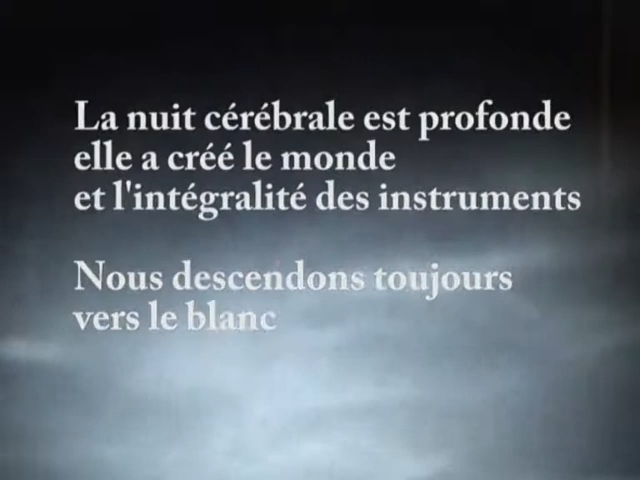 La nuit cérébrale est profonde
elle a créé le monde
et l'intégralité des instruments
Nous descendons toujours
vers le blanc